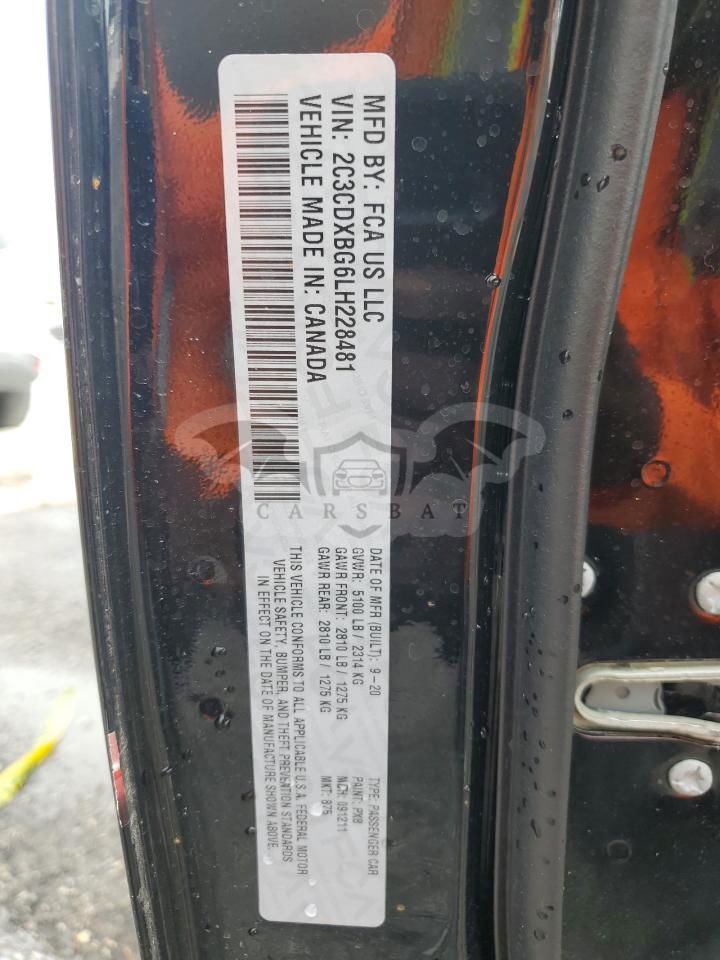 MFD BY: FCA US LLC
VIN: 2C3CDXBG6LH228481
VEHICLE MADE IN: CANADA
DATE OF MFR (BUILT): 9-20
GVWR: 5100 LB / 2314 KG
GAWR FRONT: 2810 LB / 1275 KG
GAWR REAR: 2810 LB / 1275 KG
THIS VEHICLE CONFORMS TO ALL APPLICABLE U.S.A. FEDERAL MOTOR
VEHICLE SAFETY, BUMPER, AND THEFT PREVENTION STANDARDS
IN EFFECT ON THE DATE OF MANUFACTURE SHOWN ABOVE.
TYPE: PASSENGER CAR
PAINT: PX8
MCH: 091211
MKT: 875
CARSBAT